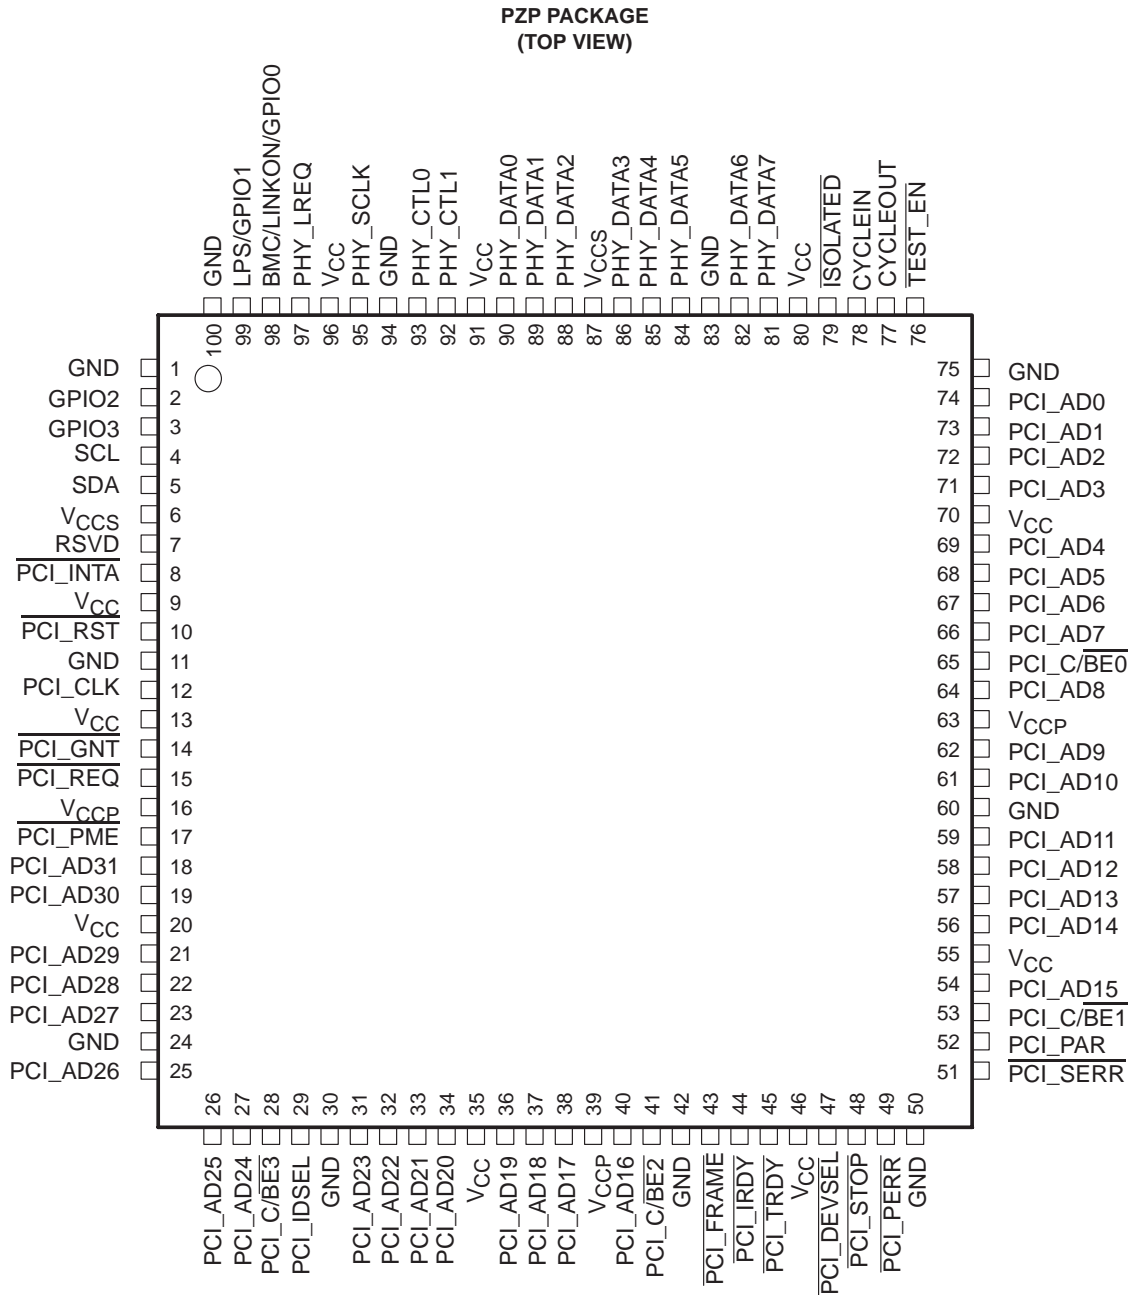 PZP PACKAGE
(TOP VIEW)
GND
LPS/GPIO1
BMC/LINKON/GPIO0
PHY_LREQ
VCC
PHY_SCLK
GND
PHY_CTL0
PHY_CTL1
VCC
PHY_DATA0
PHY_DATA1
PHY_DATA2
VCCS
PHY_DATA3
PHY_DATA4
PHY_DATA5
GND
PHY_DATA6
PHY_DATA7
VCC
ISOLATED
CYCLEIN
CYCLEOUT
TEST_EN
100 99 98 97 96 95 94 93 92 91 90 89 88 87 86 85 84 83 82 81 80 79 78 77 76
GND 1
GPIO2 2
GPIO3 3
SCL 4
SDA 5
VCCS 6
RSVD 7
PCI_INTA 8
VCC 9
PCI_RST 10
GND 11
PCI_CLK 12
VCC 13
PCI_GNT 14
PCI_REQ 15
VCCP 16
PCI_PME 17
PCI_AD31 18
PCI_AD30 19
VCC 20
PCI_AD29 21
PCI_AD28 22
PCI_AD27 23
GND 24
PCI_AD26 25
75 GND
74 PCI_AD0
73 PCI_AD1
72 PCI_AD2
71 PCI_AD3
70 VCC
69 PCI_AD4
68 PCI_AD5
67 PCI_AD6
66 PCI_AD7
65 PCI_C/BE0
64 PCI_AD8
63 VCCP
62 PCI_AD9
61 PCI_AD10
60 GND
59 PCI_AD11
58 PCI_AD12
57 PCI_AD13
56 PCI_AD14
55 VCC
54 PCI_AD15
53 PCI_C/BE1
52 PCI_PAR
51 PCI_SERR
26 27 28 29 30 31 32 33 34 35 36 37 38 39 40 41 42 43 44 45 46 47 48 49 50
PCI_AD25
PCI_AD24
PCI_C/BE3
PCI_IDSEL
GND
PCI_AD23
PCI_AD22
PCI_AD21
PCI_AD20
VCC
PCI_AD19
PCI_AD18
PCI_AD17
VCCP
PCI_AD16
PCI_C/BE2
GND
PCI_FRAME
PCI_IRDY
PCI_TRDY
VCC
PCI_DEVSEL
PCI_STOP
PCI_PERR
GND